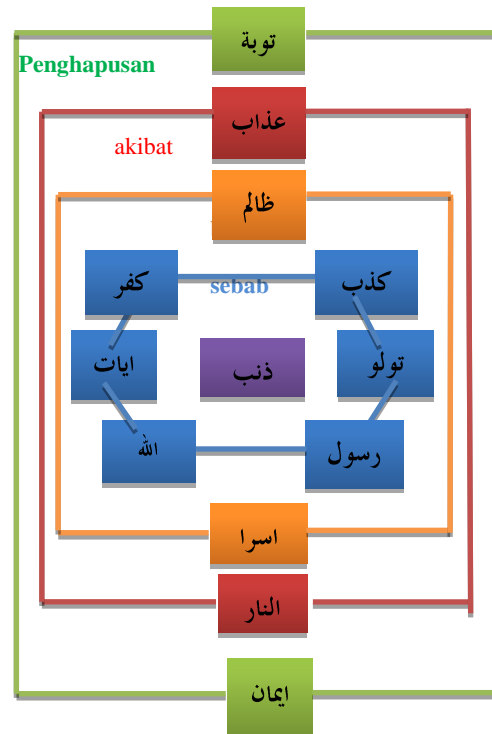 توبة
Penghapusan
عذاب
akibat
ظالم
كفر
sebab
كذب
ايات
ذنب
تولو
الله
رسول
اسرا
النار
ايمان